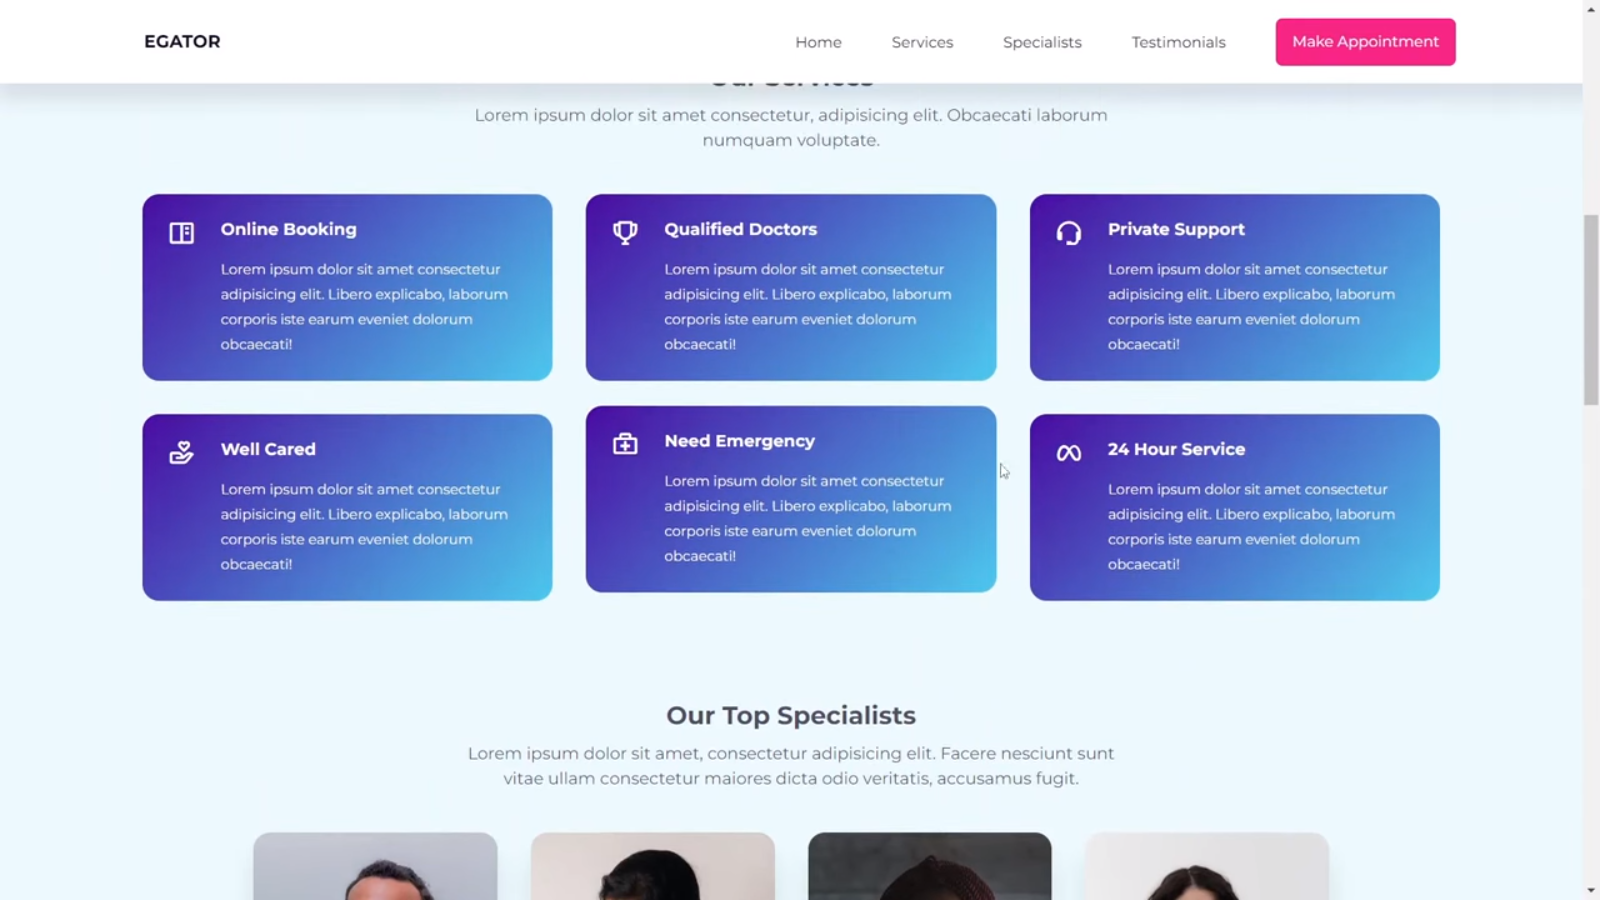 EGATOR
Home
Services
Specialists
Testimonials
Make Appointment
Our Services
Lorem ipsum dolor sit amet consectetur, adipisicing elit. Obcaecati laborum
numquam voluptate.
Online Booking
Lorem ipsum dolor sit amet consectetur
adipisicing elit. Libero explicabo, laborum
corporis iste earum eveniet dolorum
obcaecati!
Qualified Doctors
Lorem ipsum dolor sit amet consectetur
adipisicing elit. Libero explicabo, laborum
corporis iste earum eveniet dolorum
obcaecati!
Private Support
Lorem ipsum dolor sit amet consectetur
adipisicing elit. Libero explicabo, laborum
corporis iste earum eveniet dolorum
obcaecati!
Well Cared
Lorem ipsum dolor sit amet consectetur
adipisicing elit. Libero explicabo, laborum
corporis iste earum eveniet dolorum
obcaecati!
Need Emergency
Lorem ipsum dolor sit amet consectetur
adipisicing elit. Libero explicabo, laborum
corporis iste earum eveniet dolorum
obcaecati!
24 Hour Service
Lorem ipsum dolor sit amet consectetur
adipisicing elit. Libero explicabo, laborum
corporis iste earum eveniet dolorum
obcaecati!
Our Top Specialists
Lorem ipsum dolor sit amet, consectetur adipisicing elit. Facere nesciunt sunt
vitae ullam consectetur maiores dicta odio veritatis, accusamus fugit.